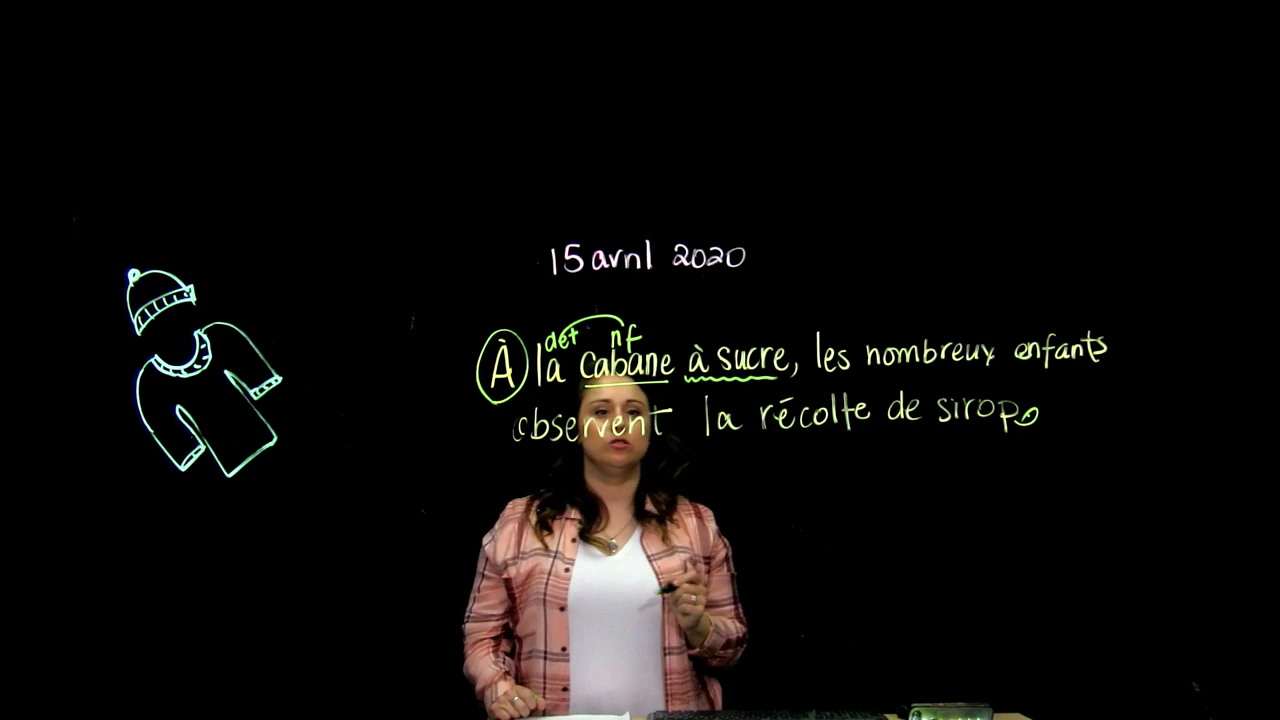 15 avril 2020
dét nf
À la cabane à sucre, les nombreux enfants
observent la récolte de sirop.